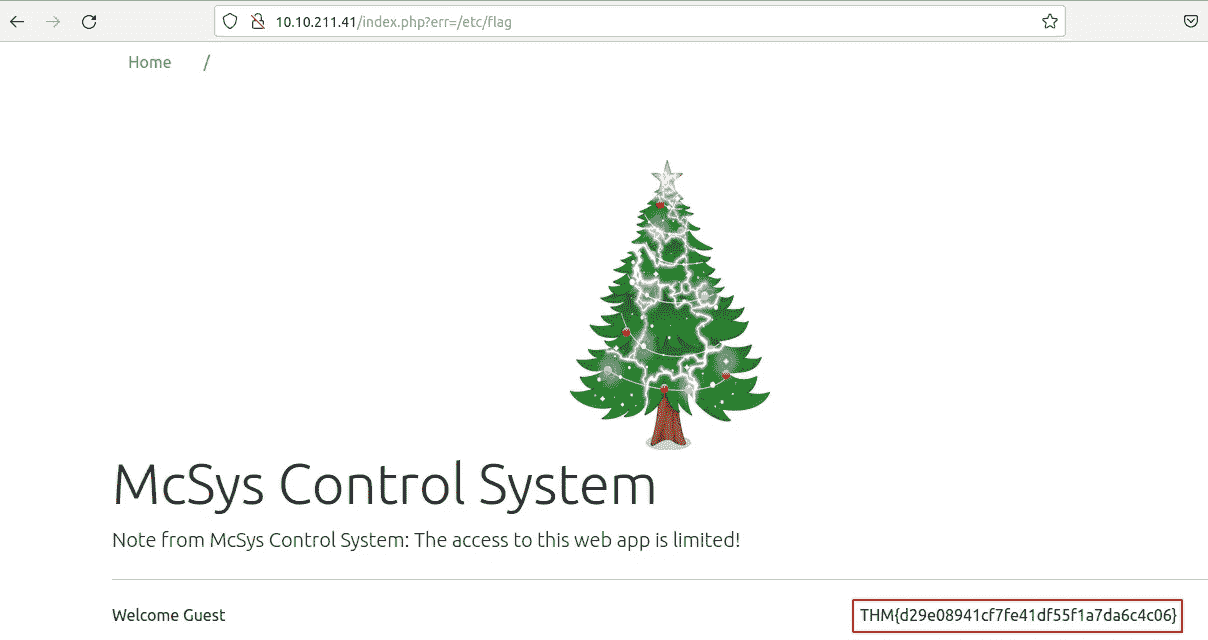 10.10.211.41/index.php?err=/etc/flag
Home /
McSys Control System
Note from McSys Control System: The access to this web app is limited!
Welcome Guest THM{d29e08941cf7fe41df55f1a7da6c4c06}